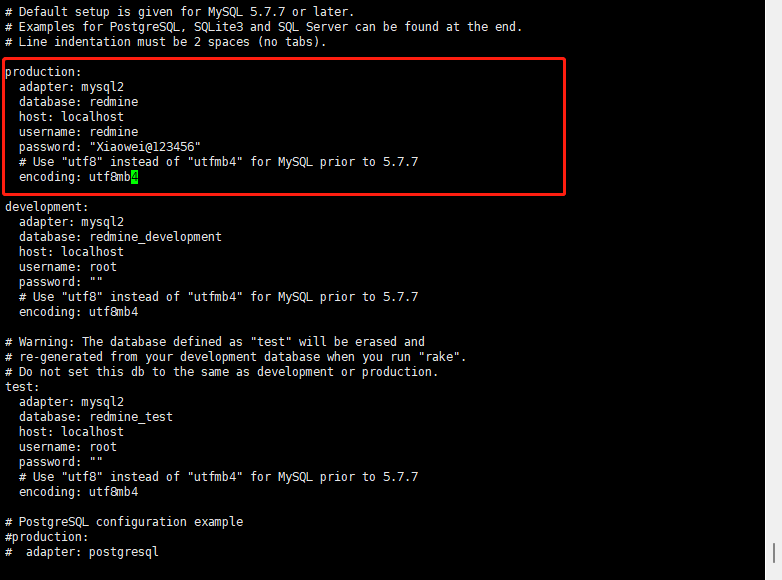 # Default setup is given for MySQL 5.7.7 or later.
# Examples for PostgreSQL, SQLite3 and SQL Server can be found at the end.
# Line indentation must be 2 spaces (no tabs).

production:
  adapter: mysql2
  database: redmine
  host: localhost
  username: redmine
  password: "Xiaowei@123456"
  # Use "utf8" instead of "utfmb4" for MySQL prior to 5.7.7
  encoding: utf8mb4

development:
  adapter: mysql2
  database: redmine_development
  host: localhost
  username: root
  password: ""
  # Use "utf8" instead of "utfmb4" for MySQL prior to 5.7.7
  encoding: utf8mb4

# Warning: The database defined as "test" will be erased and
# re-generated from your development database when you run "rake".
# Do not set this db to the same as development or production.
test:
  adapter: mysql2
  database: redmine_test
  host: localhost
  username: root
  password: ""
  # Use "utf8" instead of "utfmb4" for MySQL prior to 5.7.7
  encoding: utf8mb4

# PostgreSQL configuration example
#production:
#  adapter: postgresql